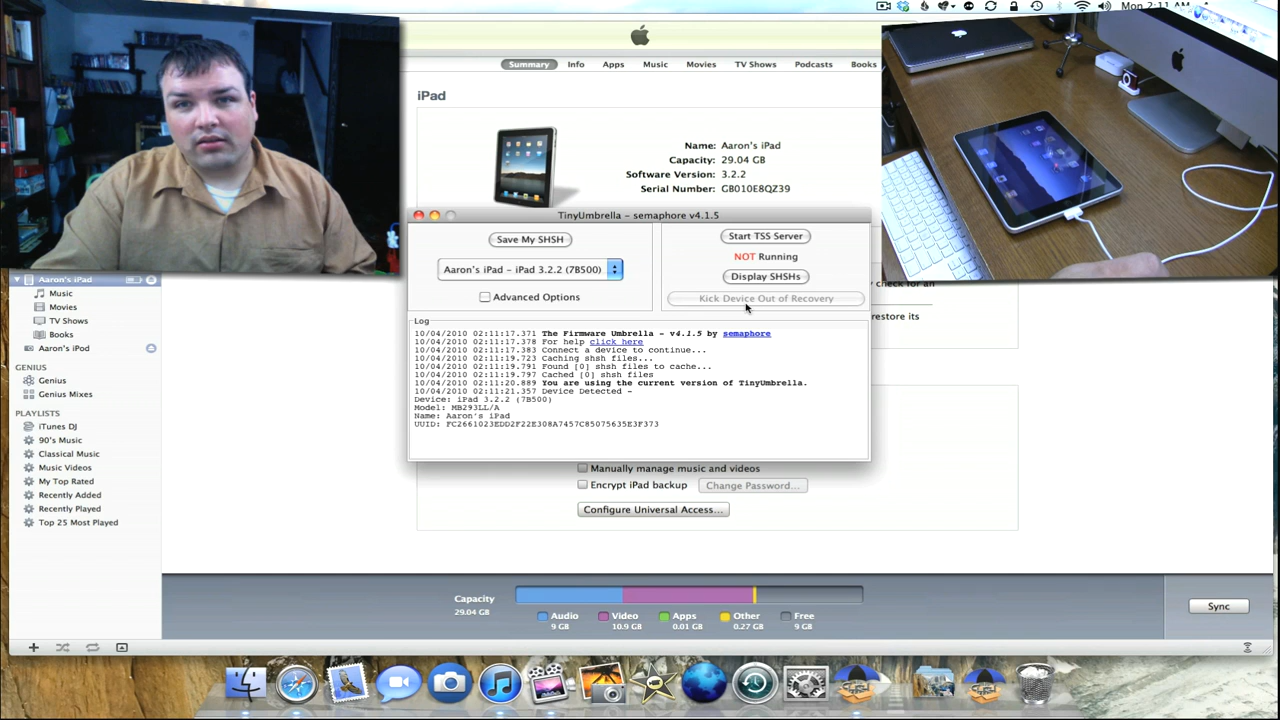 Mon 2:11 AM
Summary Info Apps Music Movies TV Shows Podcasts Books
iPad
Name: Aaron's iPad
Capacity: 29.04 GB
Software Version: 3.2.2
Serial Number: GB010E8QZ39
TinyUmbrella – semaphore v4.1.5
Save My SHSH
Start TSS Server
NOT Running
Aaron's iPad – iPad 3.2.2 (7B500)
Display SHSHs
Advanced Options
Kick Device Out of Recovery
Log
10/04/2010 02:11:17.371 The Firmware Umbrella - v4.1.5 by semaphore
10/04/2010 02:11:17.378 For help click here
10/04/2010 02:11:17.383 Connect a device to continue...
10/04/2010 02:11:19.723 Caching shsh files...
10/04/2010 02:11:19.791 Found [0] shsh files to cache...
10/04/2010 02:11:19.797 Cached [0] shsh files
10/04/2010 02:11:20.889 You are using the current version of TinyUmbrella.
10/04/2010 02:11:21.357 Device Detected -
Device: iPad 3.2.2 (7B500)
Model: MB293LL/A
Name: Aaron's iPad
UUID: FC2661023EDD2F22E308A7457C85075635E3F373
check for an
restore its
Manually manage music and videos
Encrypt iPad backup Change Password...
Configure Universal Access...
Aaron's iPad
Music
Movies
TV Shows
Books
Aaron's iPod
GENIUS
Genius
Genius Mixes
PLAYLISTS
iTunes DJ
90's Music
Classical Music
Music Videos
My Top Rated
Recently Added
Recently Played
Top 25 Most Played
Capacity
29.04 GB
Audio
9 GB
Video
10.9 GB
Apps
0.01 GB
Other
0.27 GB
Free
9 GB
Sync